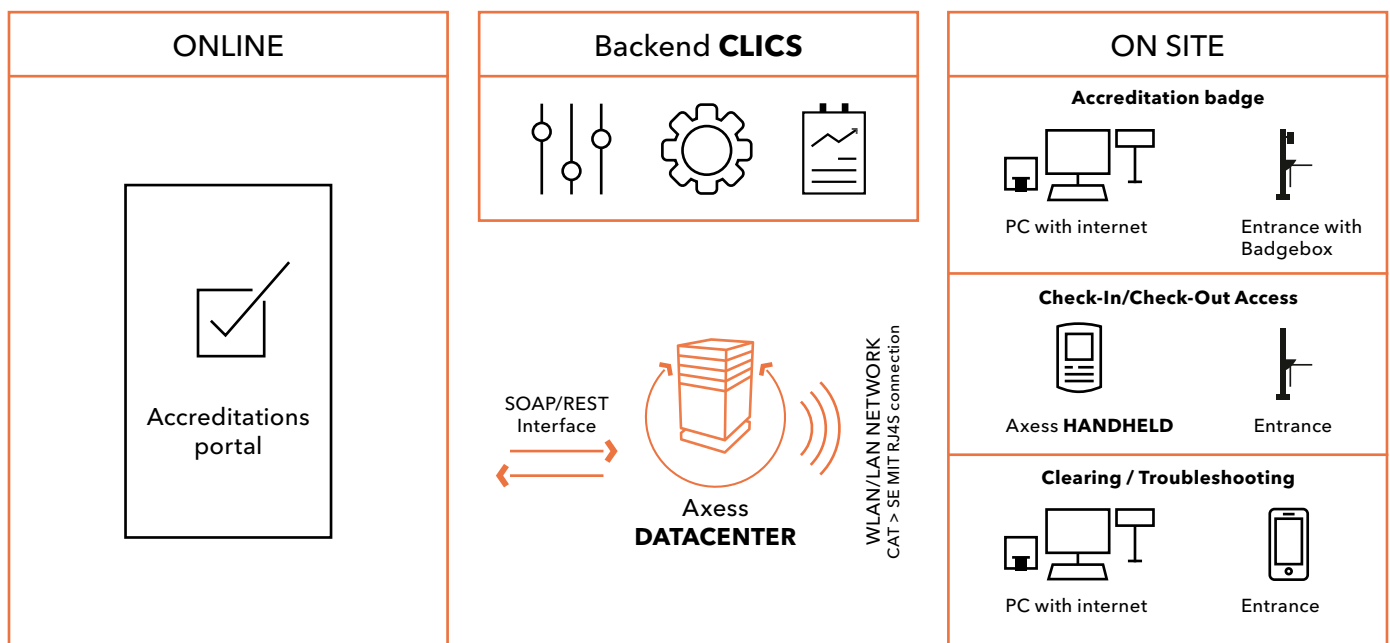 ONLINE
Accreditations
portal
Backend CLICS
SOAP/REST
Interface
Axess
DATACENTER
WLAN/LAN NETWORK
CAT > SE MIT RJ4S connection
ON SITE
Accreditation badge
PC with internet
Entrance with
Badgebox
Check-In/Check-Out Access
Axess HANDHELD
Entrance
Clearing / Troubleshooting
PC with internet
Entrance